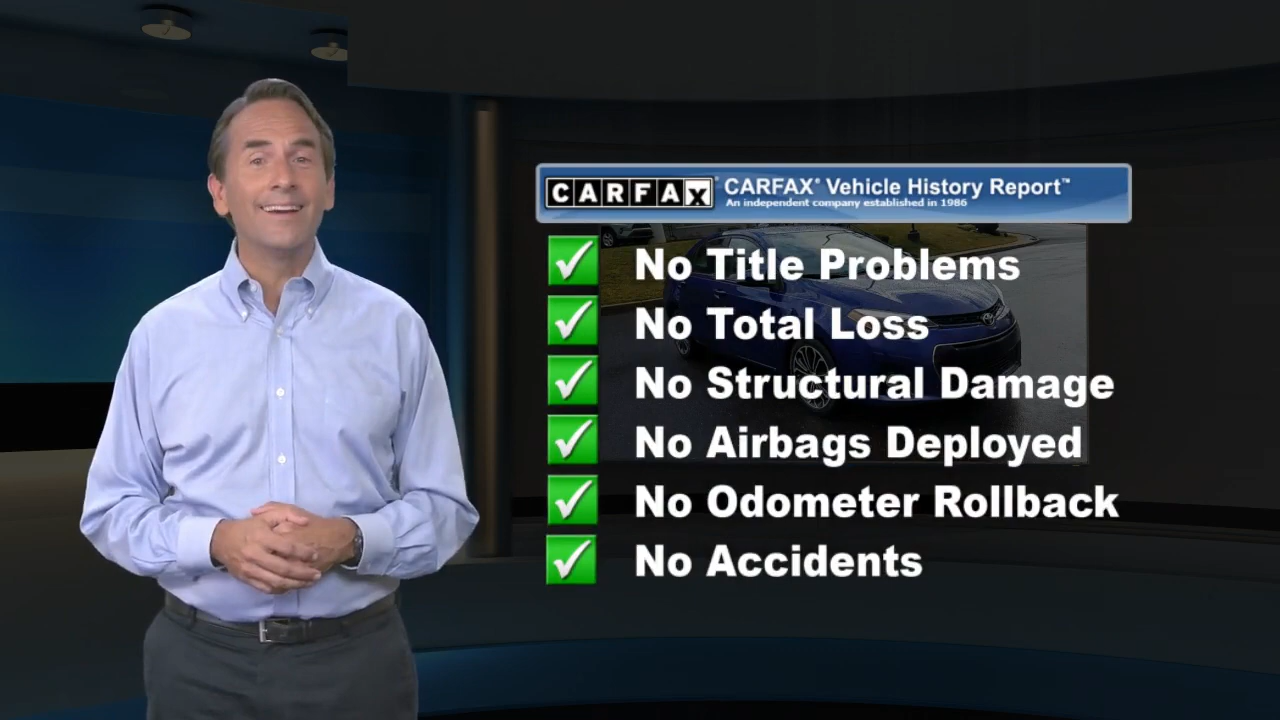 CARFAX® CARFAX® Vehicle History Report™
An independent company established in 1986
No Title Problems
No Total Loss
No Structural Damage
No Airbags Deployed
No Odometer Rollback
No Accidents